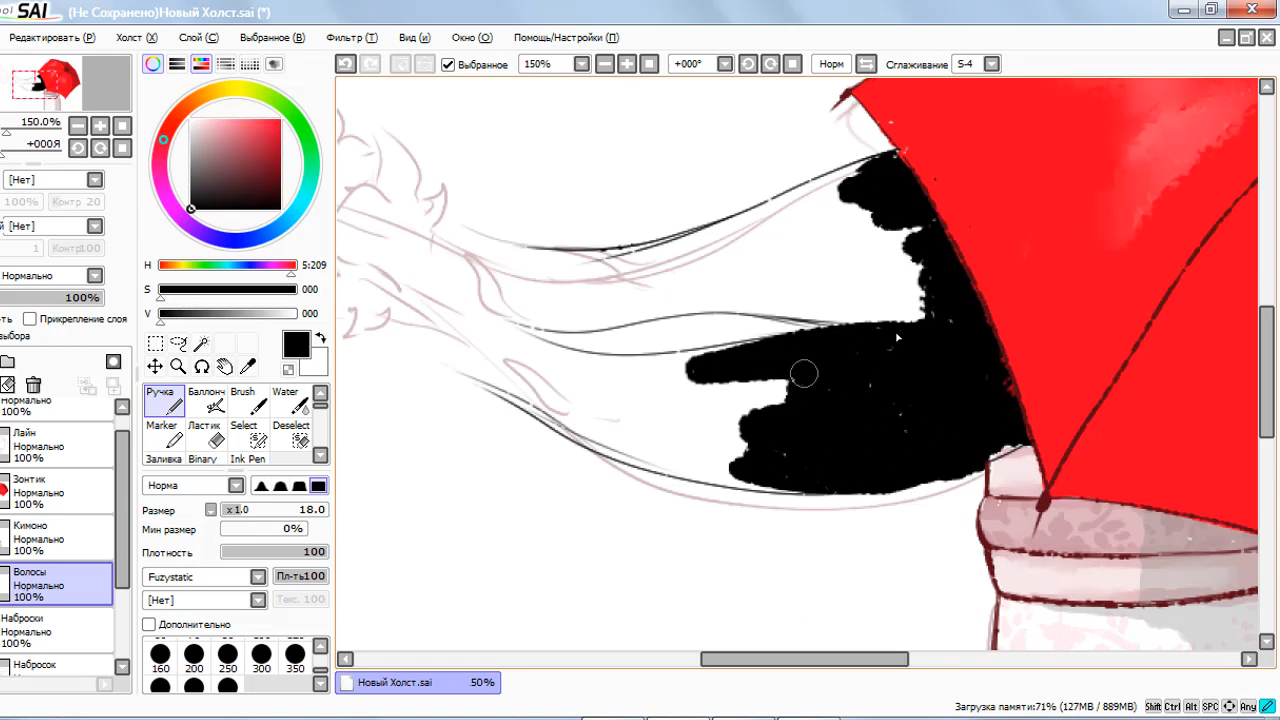 SAI (Не Сохранено)Новый Холст.sai (*)
Редактировать (P) Холст (X) Слой (C) Выбранное (B) Фильтр (T) Вид (и) Окно (O) Помощь/Настройки (П)
Выбранное 150% +000° Норм Сглаживание S-4
150.0%
+000Я
[Нет]
100% Контр 20
[Нет]
1 Контр100
Нормально
100%
Прикрепление слоя
100%
Лайн
Нормально
100%
Зонтик
Нормально
100%
Кимоно
Нормально
100%
Волосы
Нормально
100%
Наброски
Нормально
100%
Набросок
H 5:209
S 000
V 000
Ручка Баллонч Brush Water
Marker Ластик Select Deselect
Заливка Binary Ink Pen
Норма
Размер x 1.0 18.0
Мин размер 0%
Плотность 100
Fuzystatic Пл-ть100
[Нет] Текс. 100
Дополнительно
160 200 250 300 350
Новый Холст.sai 50%
Загрузка памяти:71% (127MB / 889MB) Shift Ctrl Alt SPC Any